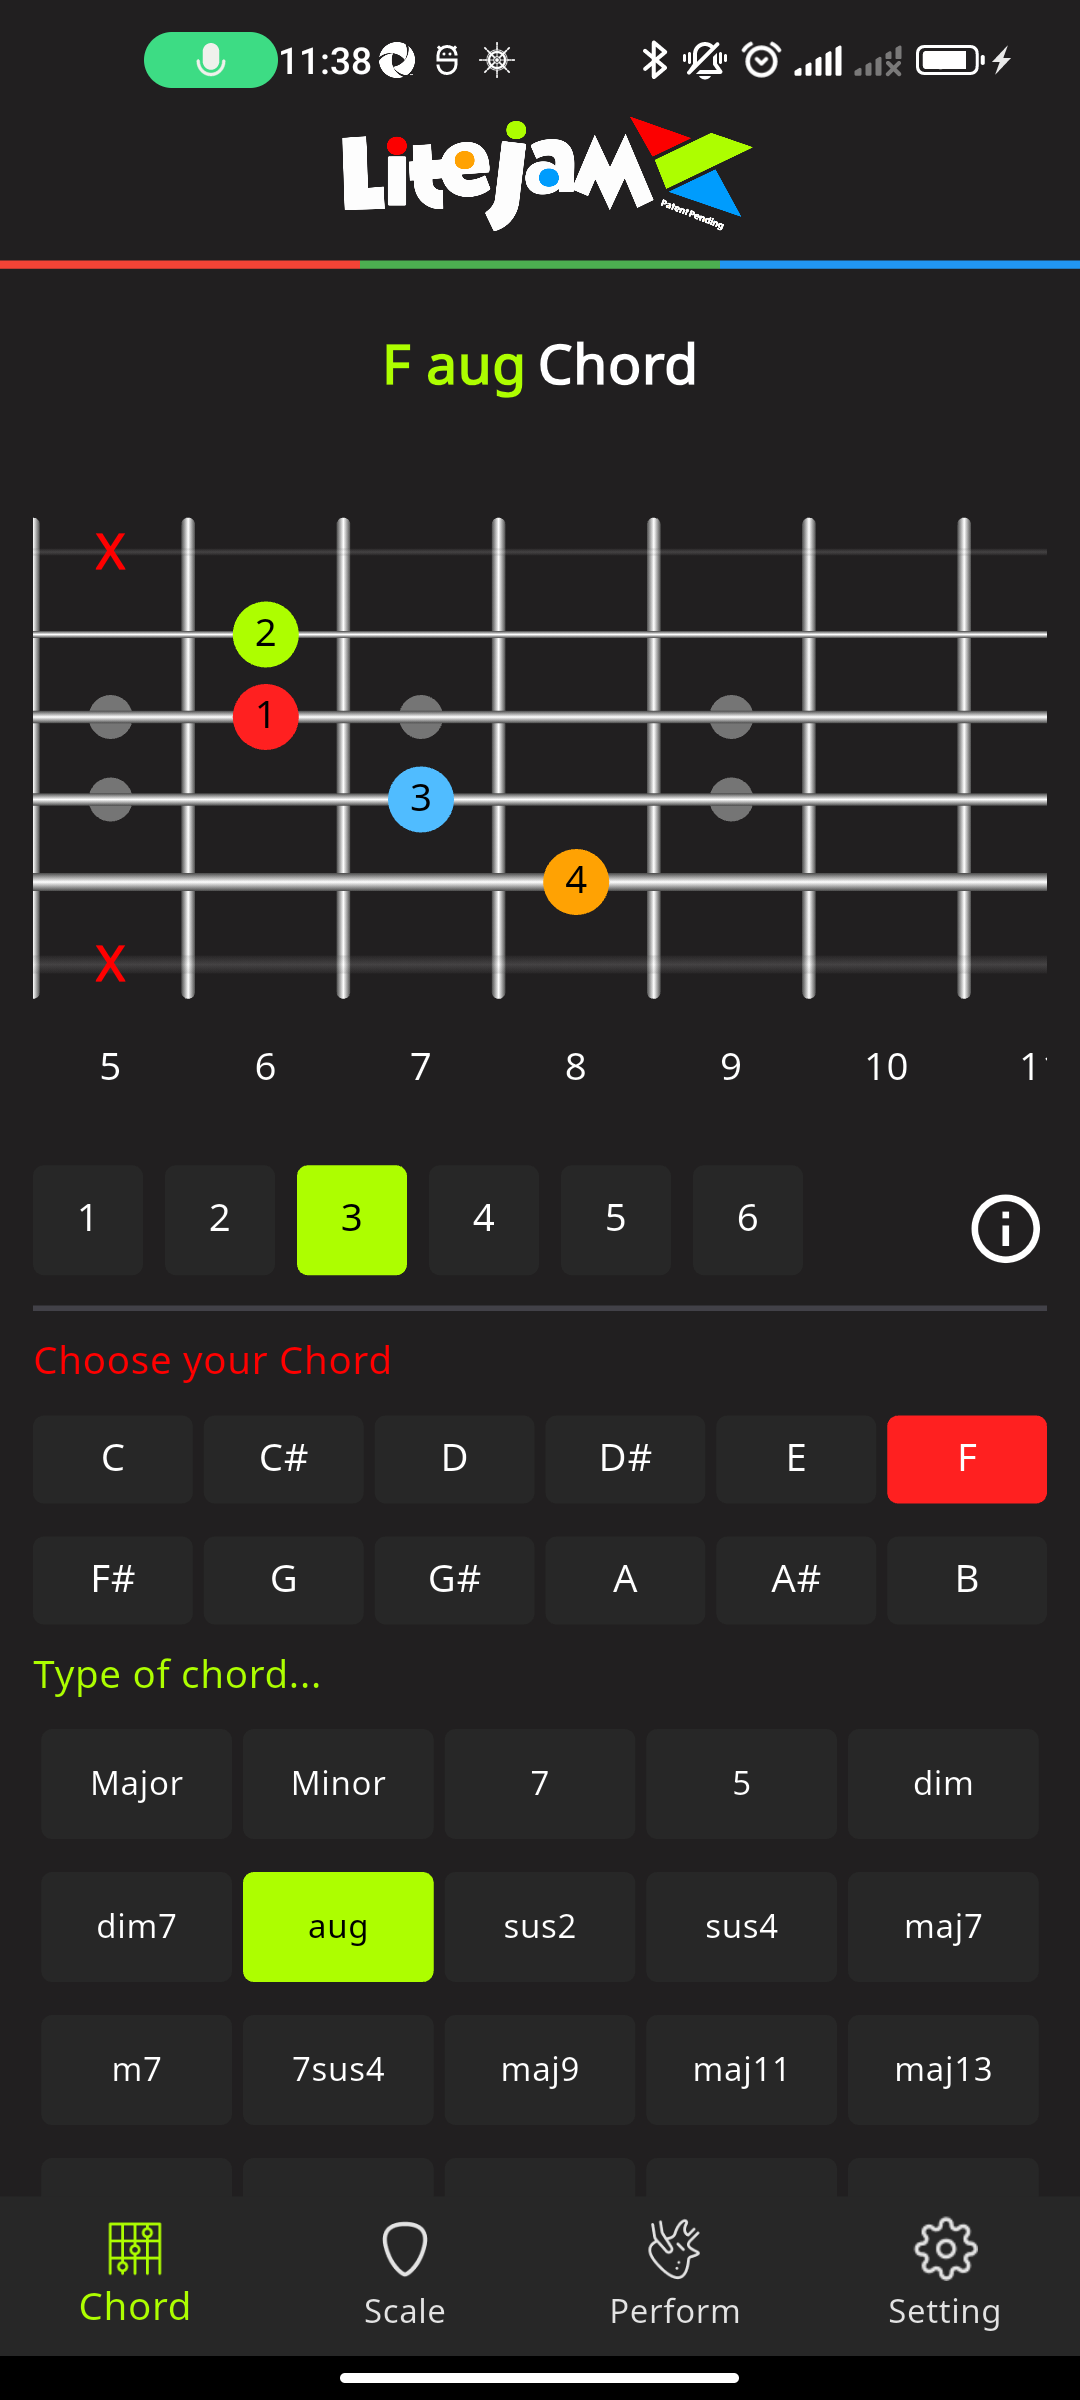 11:38
LiteJam
Patent Pending
F aug Chord
X
2
1
3
4
X
5 6 7 8 9 10
1 2 3 4 5 6
Choose your Chord
C C# D D# E F
F# G G# A A# B
Type of chord...
Major Minor 7 5 dim
dim7 aug sus2 sus4 maj7
m7 7sus4 maj9 maj11 maj13
Chord Scale Perform Setting